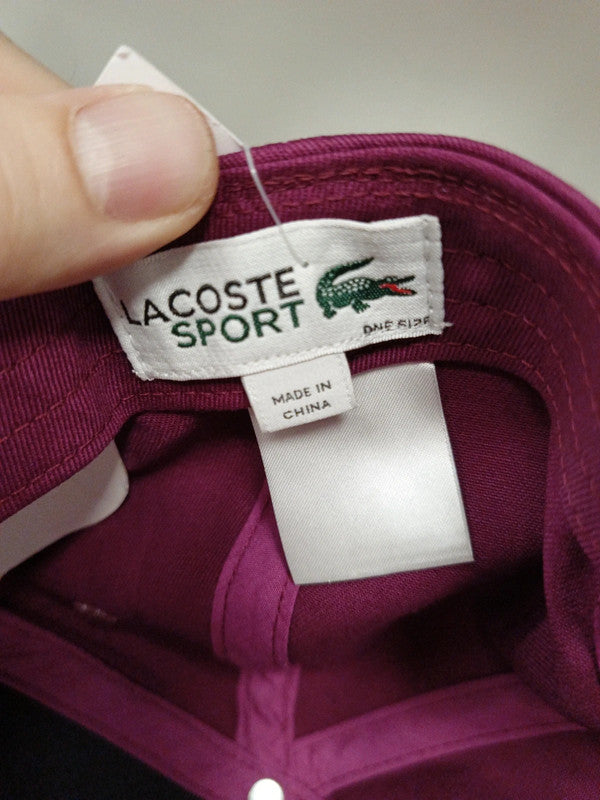 LACOSTE
SPORT
ONE SIZE
MADE IN
CHINA